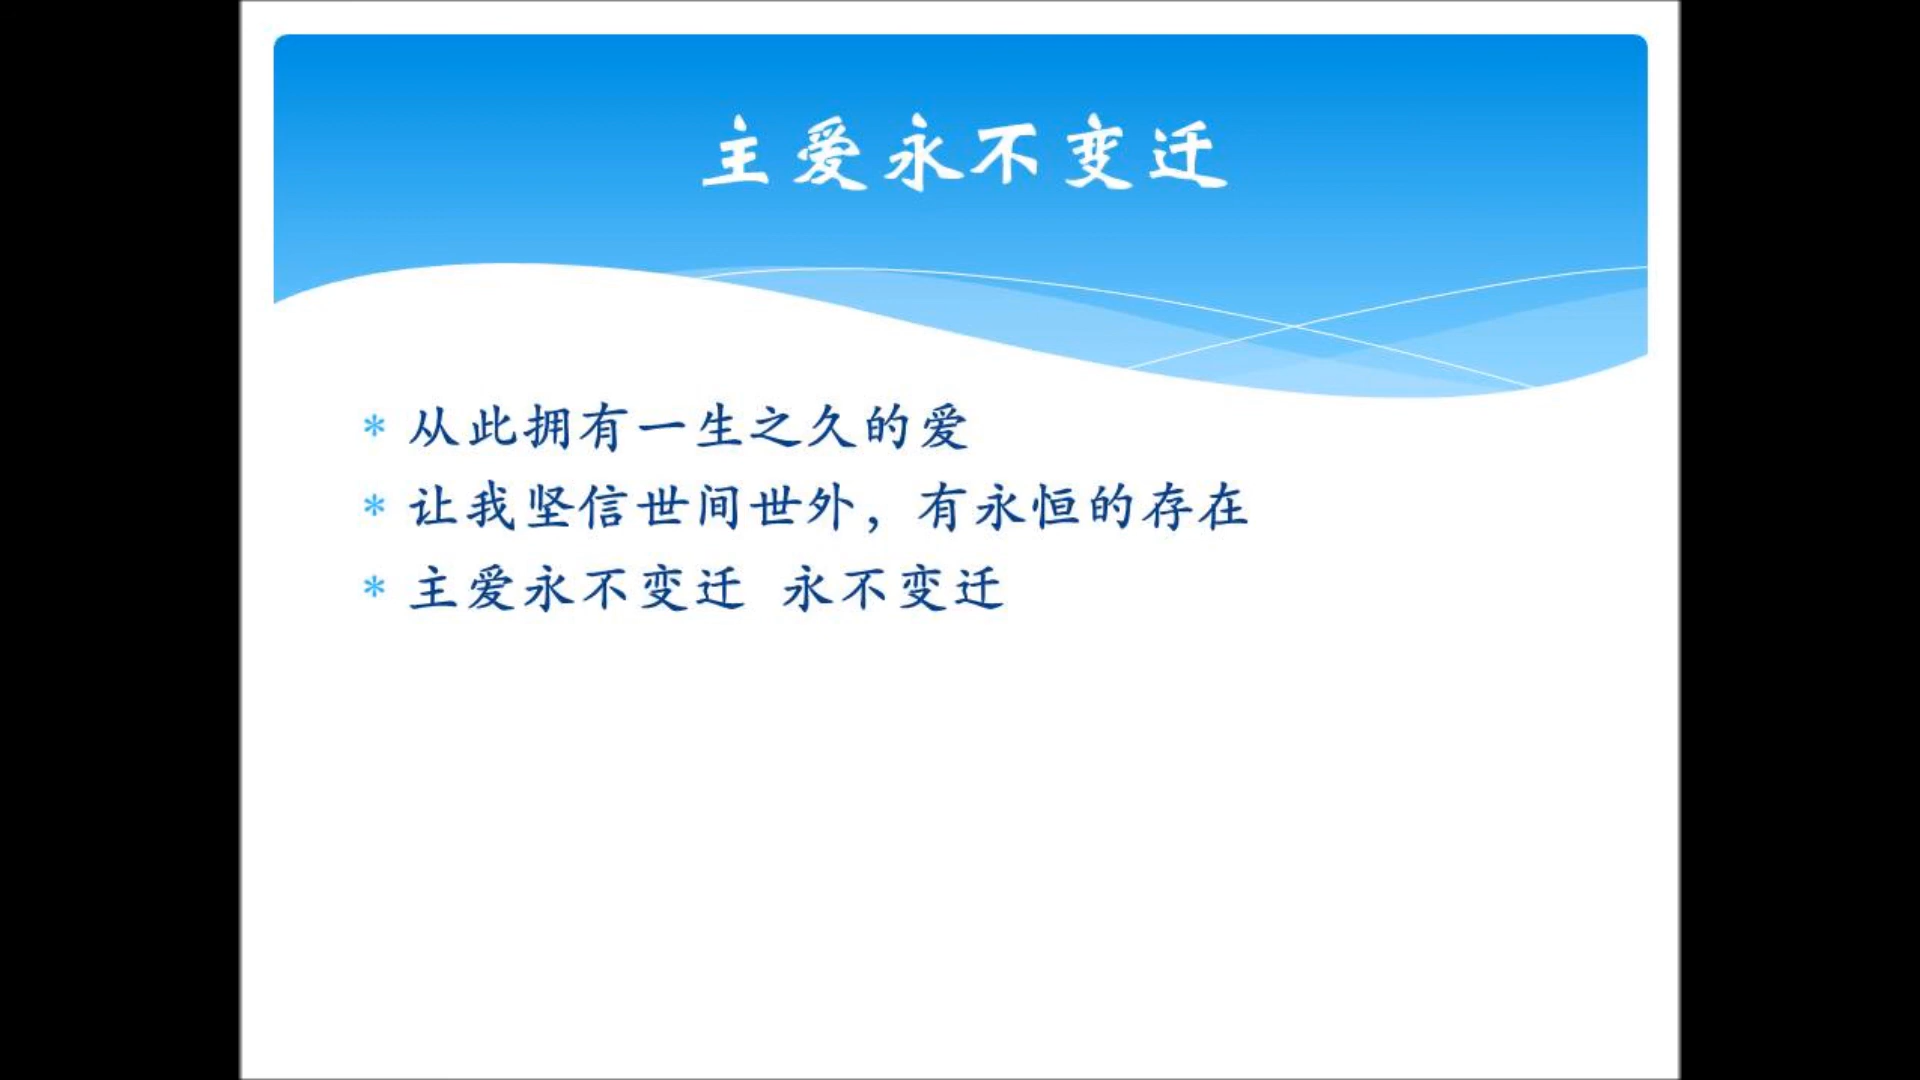 主爱永不变迁
* 从此拥有一生之久的爱
* 让我坚信世间世外，有永恒的存在
* 主爱永不变迁 永不变迁